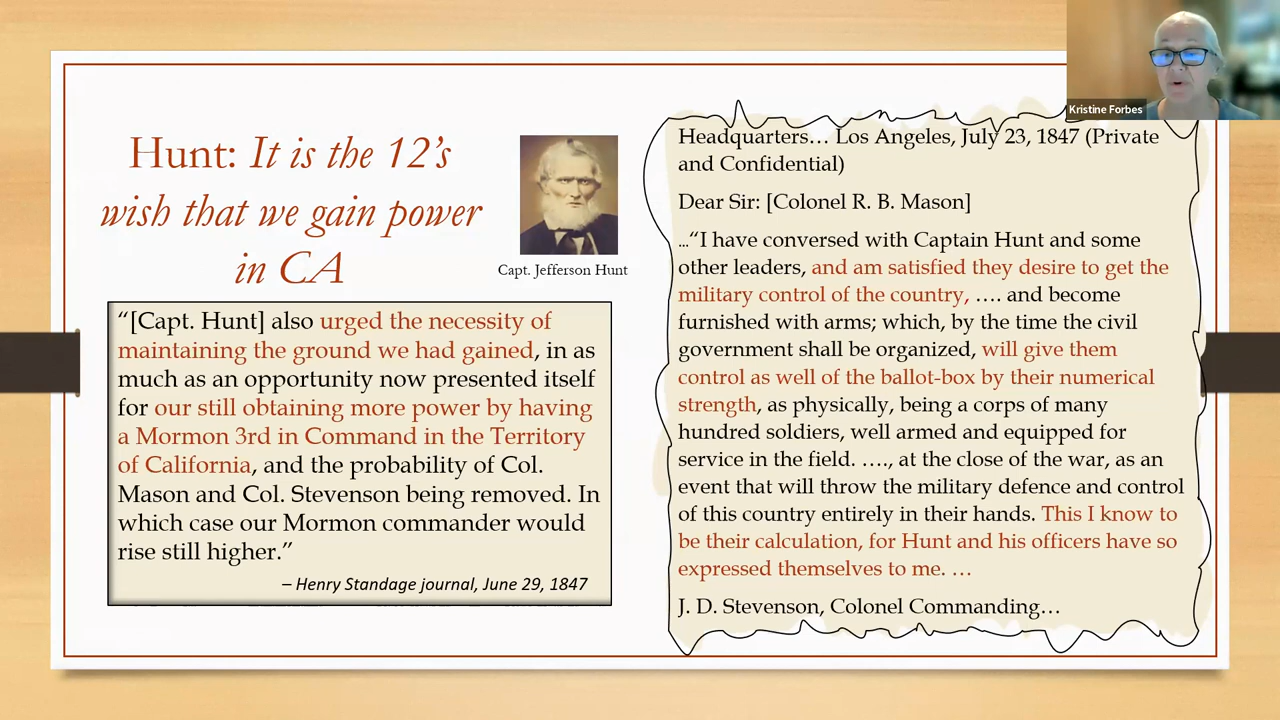 Kristine Forbes
Hunt: It is the 12’s
wish that we gain power
in CA
Capt. Jefferson Hunt
“[Capt. Hunt] also urged the necessity of
maintaining the ground we had gained, in as
much as an opportunity now presented itself
for our still obtaining more power by having
a Mormon 3rd in Command in the Territory
of California, and the probability of Col.
Mason and Col. Stevenson being removed. In
which case our Mormon commander would
rise still higher.”
– Henry Standage journal, June 29, 1847
Headquarters… Los Angeles, July 23, 1847 (Private
and Confidential)
Dear Sir: [Colonel R. B. Mason]
…“I have conversed with Captain Hunt and some
other leaders, and am satisfied they desire to get the
military control of the country, …. and become
furnished with arms; which, by the time the civil
government shall be organized, will give them
control as well of the ballot-box by their numerical
strength, as physically, being a corps of many
hundred soldiers, well armed and equipped for
service in the field. …., at the close of the war, as an
event that will throw the military defence and control
of this country entirely in their hands. This I know to
be their calculation, for Hunt and his officers have so
expressed themselves to me. …
J. D. Stevenson, Colonel Commanding…